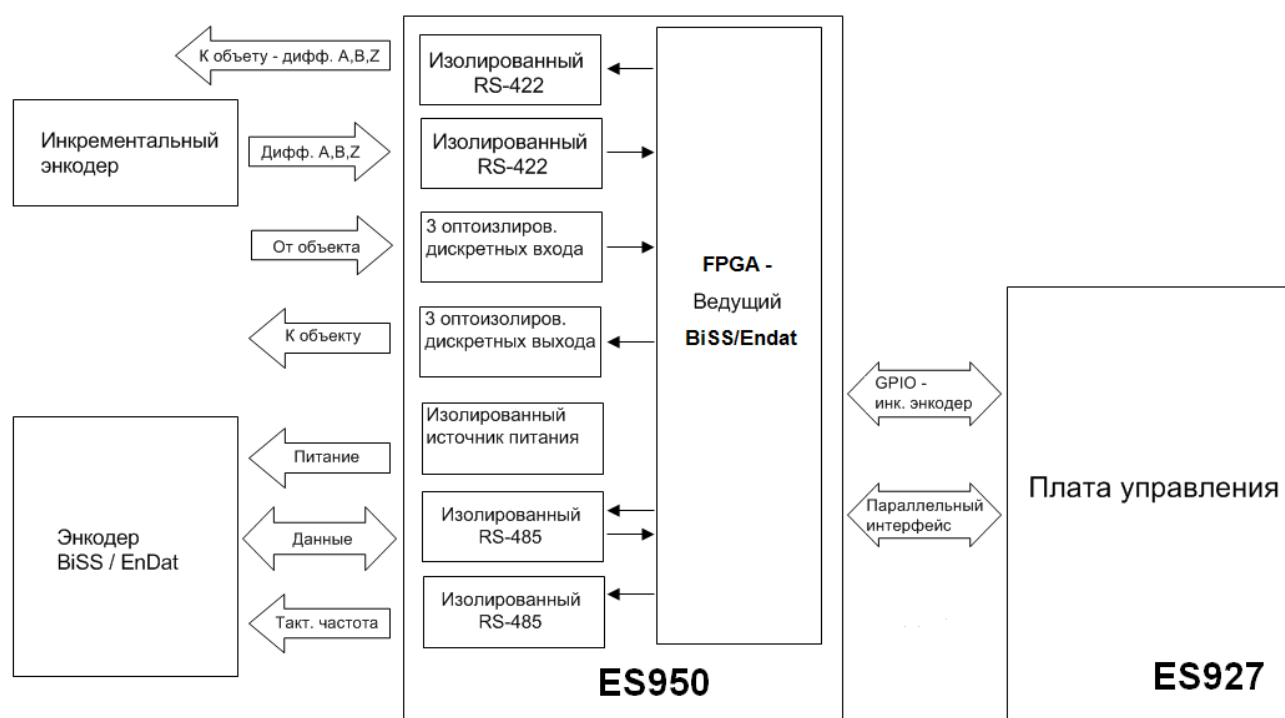 К объету - дифф. A,B,Z
Изолированный
RS-422
Инкрементальный
энкодер
Дифф. A,B,Z
Изолированный
RS-422
От объекта
3 оптоизлиров.
дискретных входа
FPGA -
Ведущий
BiSS/Endat
К объекту
3 оптоизолиров.
дискретных выхода
GPIO -
инк. энкодер
Изолированный
источник питания
Питание
Плата управления
Энкодер
BiSS / EnDat
Данные
Изолированный
RS-485
Параллельный
интерфейс
Такт. частота
Изолированный
RS-485
ES950
ES927